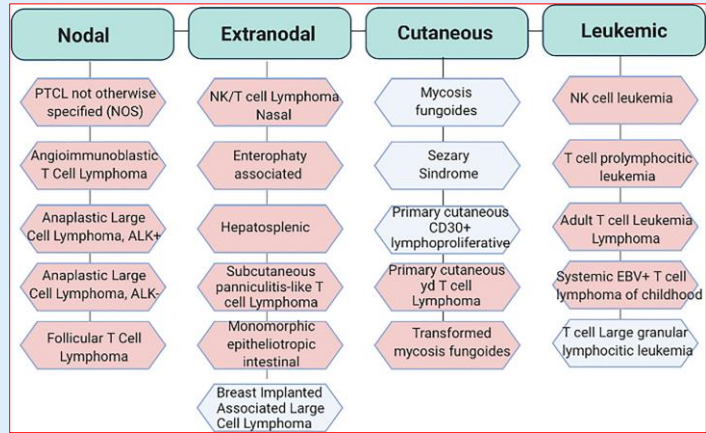 Nodal
PTCL not otherwise
specified (NOS)
Angioimmunoblastic
T Cell Lymphoma
Anaplastic Large
Cell Lymphoma, ALK+
Anaplastic Large
Cell Lymphoma, ALK-
Follicular T Cell
Lymphoma
Extranodal
NK/T cell Lymphoma
Nasal
Enterophaty
associated
Hepatosplenic
Subcutaneous
panniculitis-like T
cell Lymphoma
Monomorphic
epitheliotropic
intestinal
Breast Implanted
Associated Large
Cell Lymphoma
Cutaneous
Mycosis
fungoides
Sezary
Sindrome
Primary cutaneous
CD30+
lymphoproliferative
Primary cutaneous
yd T cell
Lymphoma
Transformed
mycosis fungoides
Leukemic
NK cell leukemia
T cell prolymphocitic
leukemia
Adult T cell Leukemia
Lymphoma
Systemic EBV+ T cell
lymphoma of childhood
T cell Large granular
lymphocitic leukemia